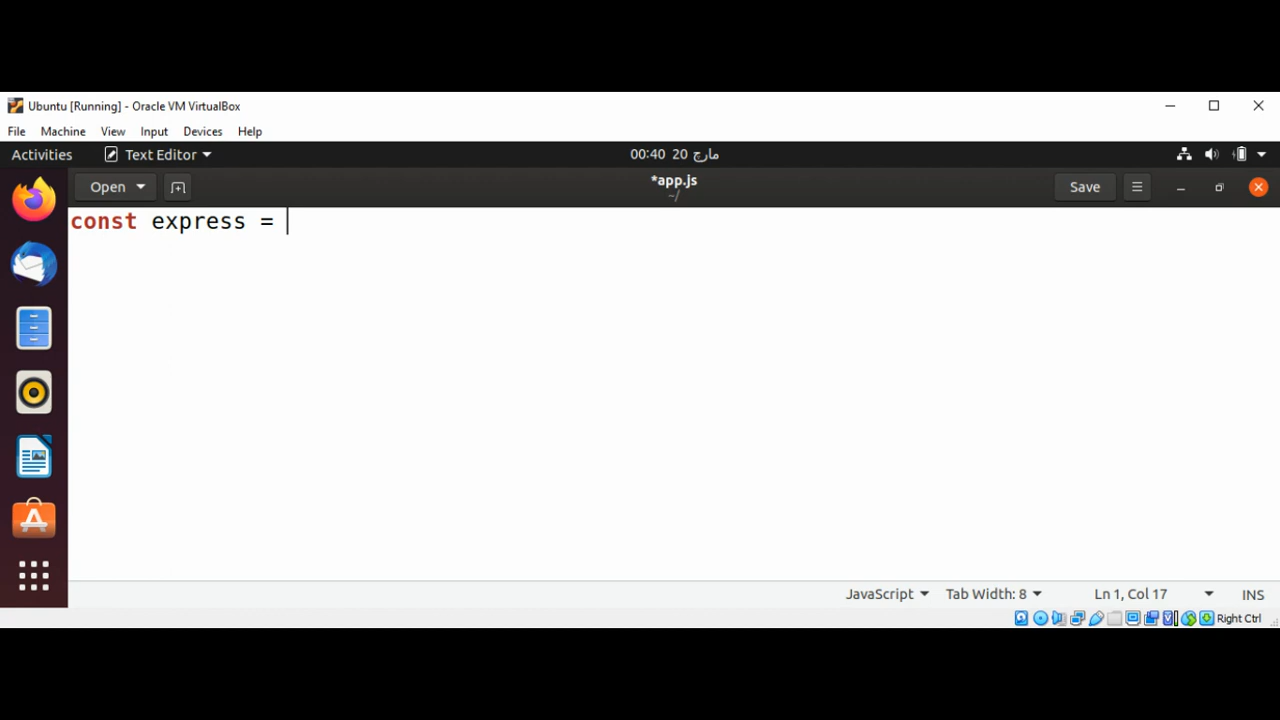 Ubuntu [Running] - Oracle VM VirtualBox
File Machine View Input Devices Help
Activities Text Editor 00:40 20 مارچ
Open *app.js Save
~/
const express =
JavaScript Tab Width: 8 Ln 1, Col 17 INS
Right Ctrl